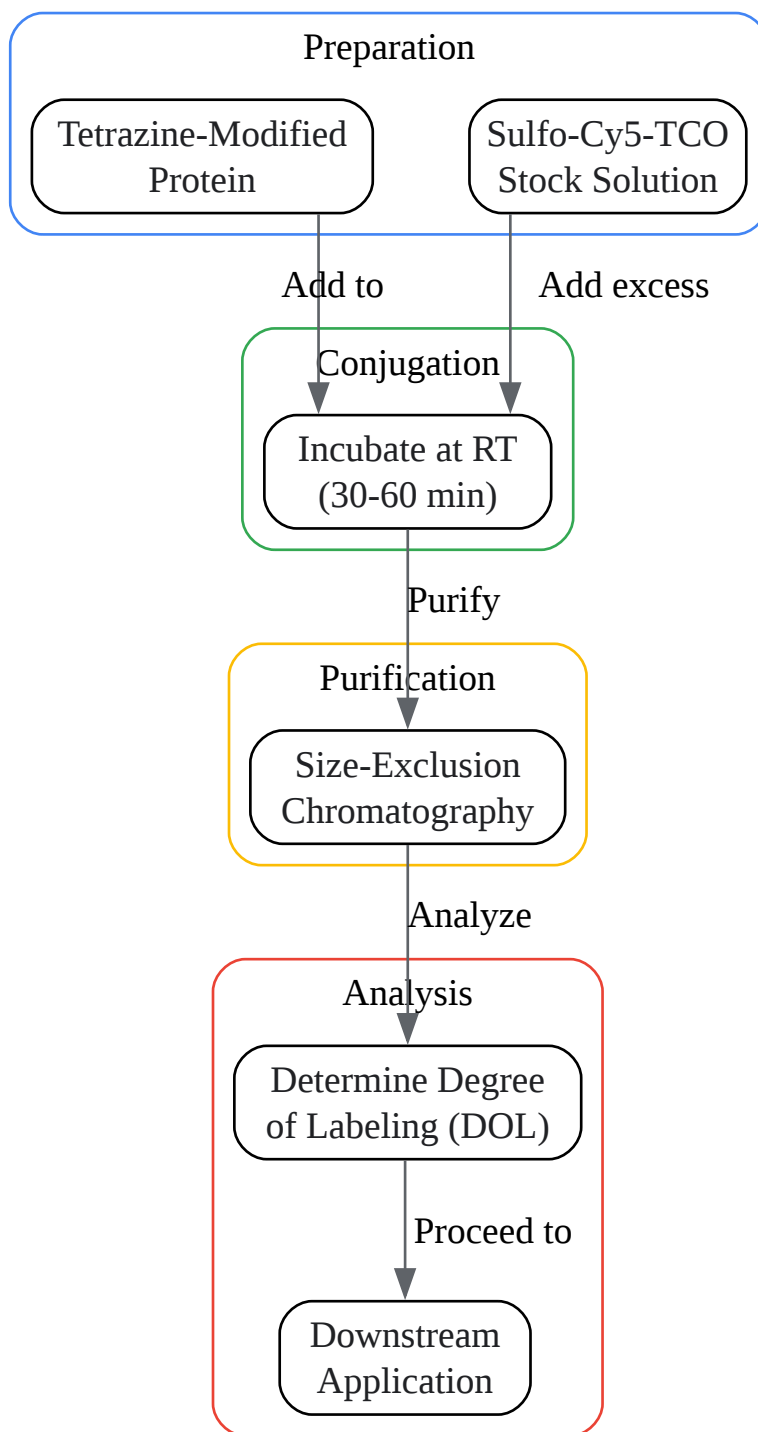 Preparation
Tetrazine-Modified
Protein
Sulfo-Cy5-TCO
Stock Solution
Add to
Add excess
Conjugation
Incubate at RT
(30-60 min)
Purify
Purification
Size-Exclusion
Chromatography
Analyze
Analysis
Determine Degree
of Labeling (DOL)
Proceed to
Downstream
Application